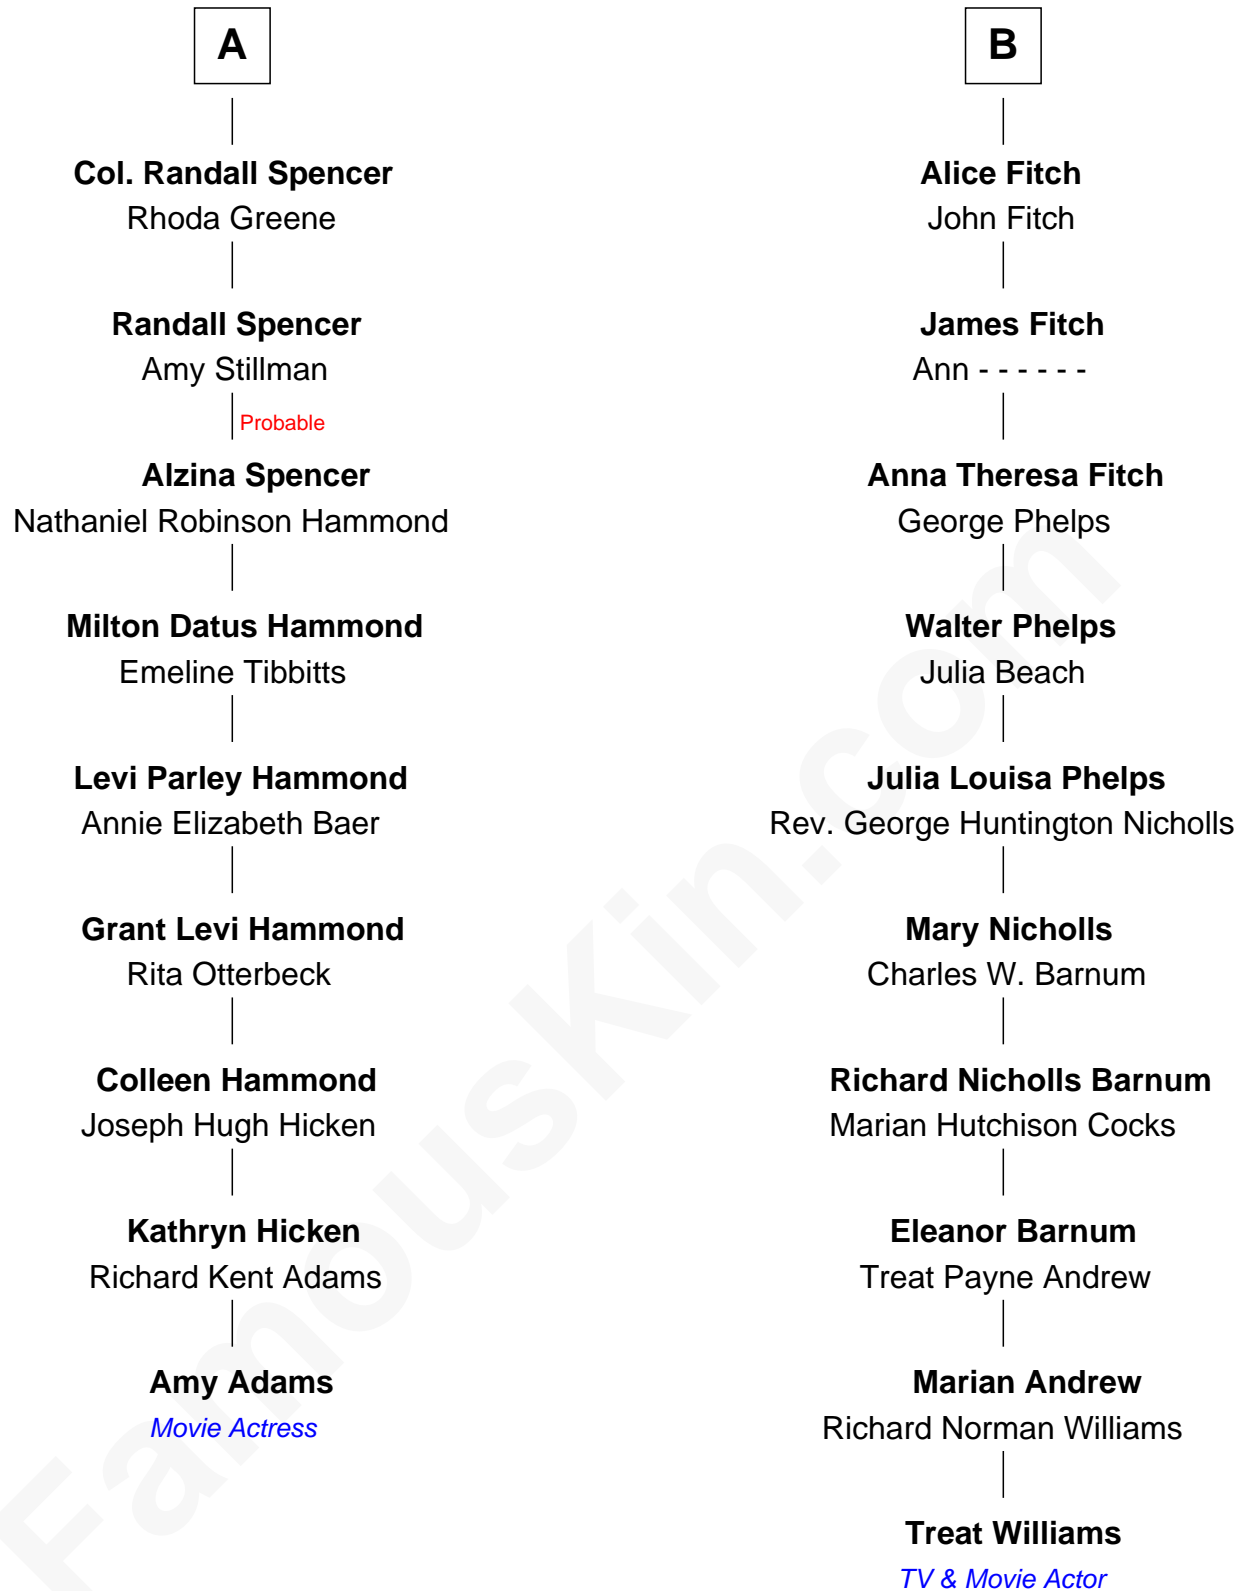 A
Col. Randall Spencer
Rhoda Greene
Randall Spencer
Amy Stillman
Probable
Alzina Spencer
Nathaniel Robinson Hammond
Milton Datus Hammond
Emeline Tibbitts
Levi Parley Hammond
Annie Elizabeth Baer
Grant Levi Hammond
Rita Otterbeck
Colleen Hammond
Joseph Hugh Hicken
Kathryn Hicken
Richard Kent Adams
Amy Adams
Movie Actress
B
Alice Fitch
John Fitch
James Fitch
Ann - - - - - -
Anna Theresa Fitch
George Phelps
Walter Phelps
Julia Beach
Julia Louisa Phelps
Rev. George Huntington Nicholls
Mary Nicholls
Charles W. Barnum
Richard Nicholls Barnum
Marian Hutchison Cocks
Eleanor Barnum
Treat Payne Andrew
Marian Andrew
Richard Norman Williams
Treat Williams
TV & Movie Actor
FamousKin.com